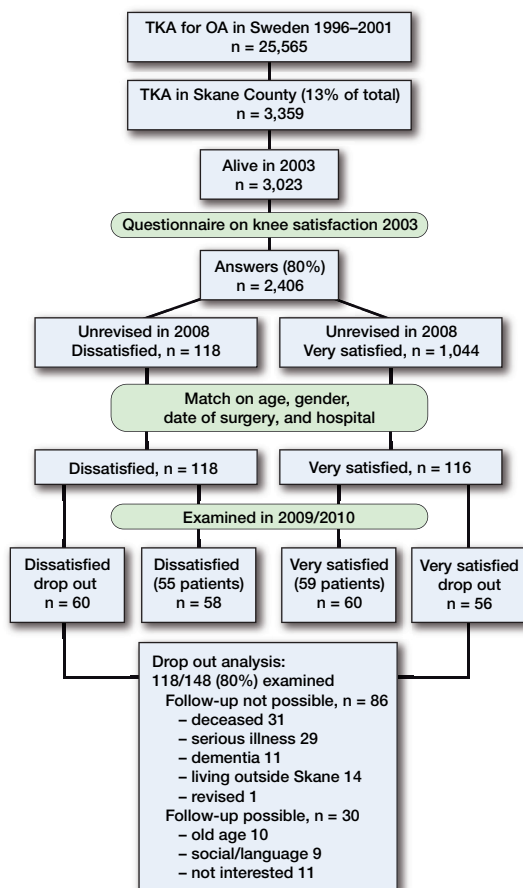 TKA for OA in Sweden 1996–2001
n = 25,565
TKA in Skane County (13% of total)
n = 3,359
Alive in 2003
n = 3,023
Questionnaire on knee satisfaction 2003
Answers (80%)
n = 2,406
Unrevised in 2008
Dissatisfied, n = 118
Unrevised in 2008
Very satisfied, n = 1,044
Match on age, gender,
date of surgery, and hospital
Dissatisfied, n = 118
Very satisfied, n = 116
Examined in 2009/2010
Dissatisfied
drop out
n = 60
Dissatisfied
(55 patients)
n = 58
Very satisfied
(59 patients)
n = 60
Very satisfied
drop out
n = 56
Drop out analysis:
118/148 (80%) examined
Follow-up not possible, n = 86
– deceased 31
– serious illness 29
– dementia 11
– living outside Skane 14
– revised 1
Follow-up possible, n = 30
– old age 10
– social/language 9
– not interested 11